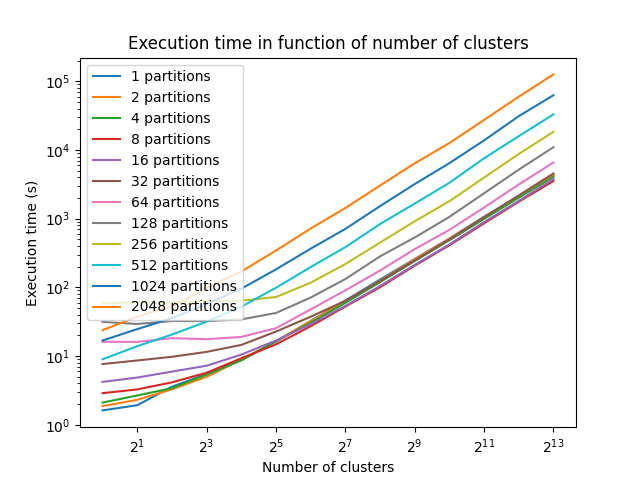 Execution time in function of number of clusters
Execution time (s)
10^5
10^4
10^3
10^2
10^1
10^0
1 partitions
2 partitions
4 partitions
8 partitions
16 partitions
32 partitions
64 partitions
128 partitions
256 partitions
512 partitions
1024 partitions
2048 partitions
2^1 2^3 2^5 2^7 2^9 2^11 2^13
Number of clusters